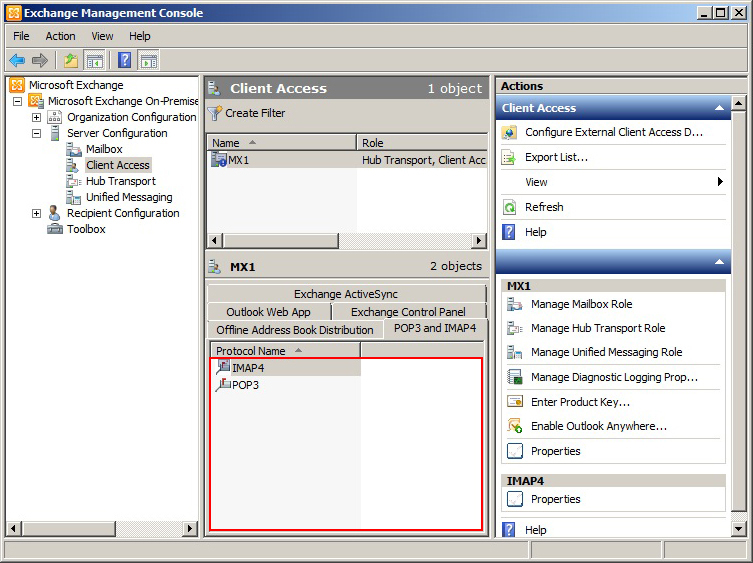 Exchange Management Console
File Action View Help
Microsoft Exchange
Microsoft Exchange On-Premise
Organization Configuration
Server Configuration
Mailbox
Client Access
Hub Transport
Unified Messaging
Recipient Configuration
Toolbox
Client Access 1 object
Create Filter
Name Role
MX1 Hub Transport, Client Acc
MX1 2 objects
Exchange ActiveSync
Outlook Web App Exchange Control Panel
Offline Address Book Distribution POP3 and IMAP4
Protocol Name
IMAP4
POP3
Actions
Client Access
Configure External Client Access D...
Export List...
View
Refresh
Help
MX1
Manage Mailbox Role
Manage Hub Transport Role
Manage Unified Messaging Role
Manage Diagnostic Logging Prop...
Enter Product Key...
Enable Outlook Anywhere...
Properties
IMAP4
Properties
Help